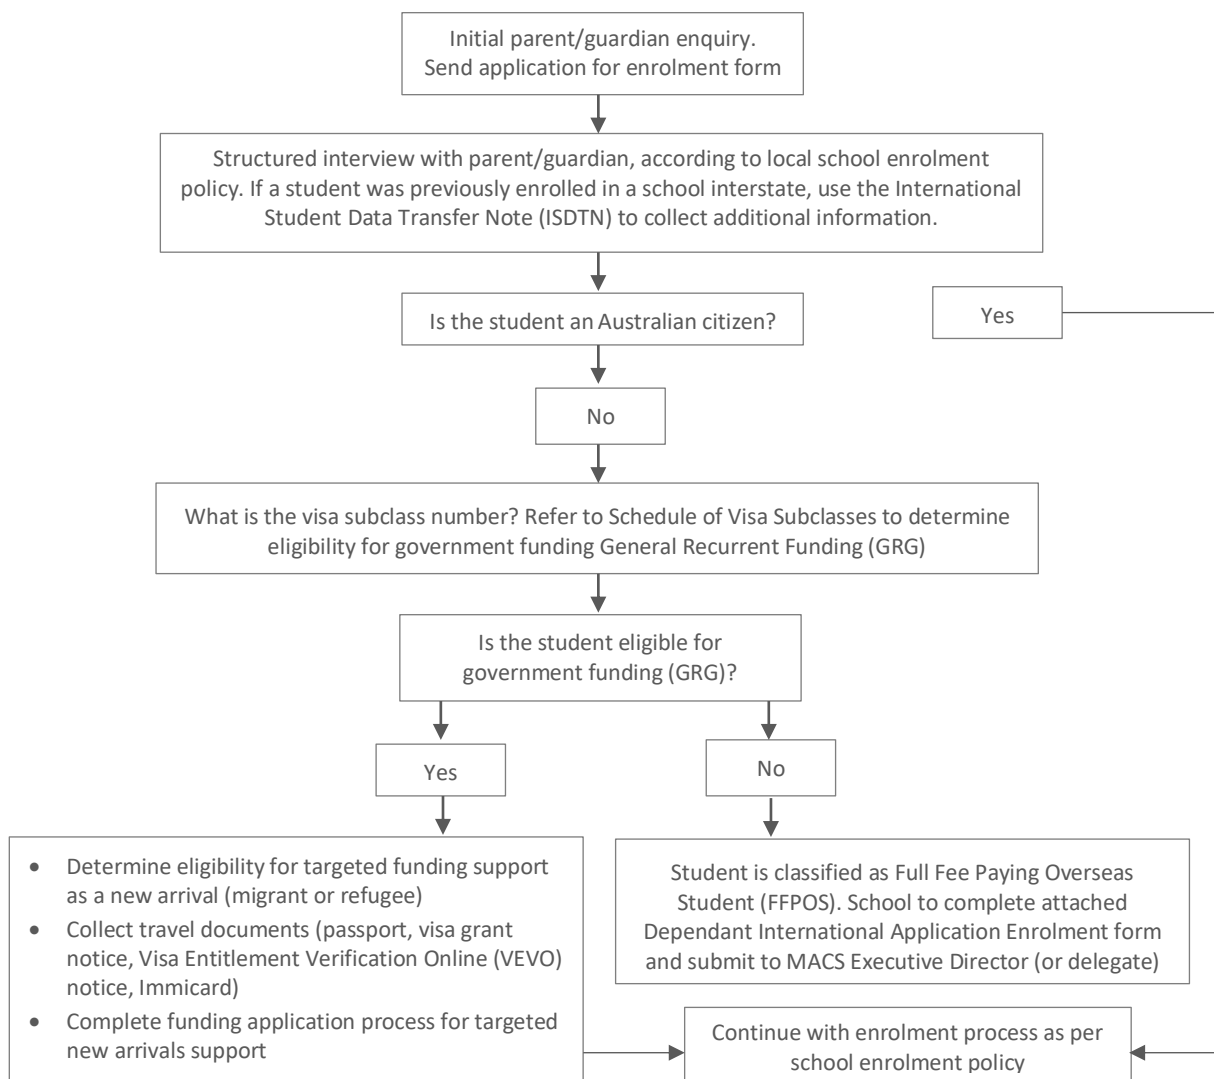 Initial parent/guardian enquiry.
Send application for enrolment form
Structured interview with parent/guardian, according to local school enrolment
policy. If a student was previously enrolled in a school interstate, use the International
Student Data Transfer Note (ISDTN) to collect additional information.
Is the student an Australian citizen?
Yes
No
What is the visa subclass number? Refer to Schedule of Visa Subclasses to determine
eligibility for government funding General Recurrent Funding (GRG)
Is the student eligible for
government funding (GRG)?
Yes
No
• Determine eligibility for targeted funding support
as a new arrival (migrant or refugee)
• Collect travel documents (passport, visa grant
notice, Visa Entitlement Verification Online (VEVO)
notice, Immicard)
• Complete funding application process for targeted
new arrivals support
Student is classified as Full Fee Paying Overseas
Student (FFPOS). School to complete attached
Dependant International Application Enrolment form
and submit to MACS Executive Director (or delegate)
Continue with enrolment process as per
school enrolment policy